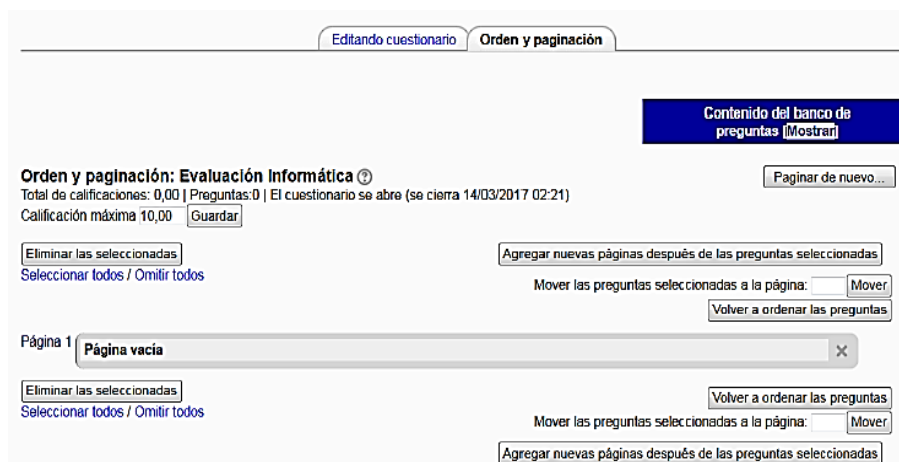 Editando cuestionario Orden y paginación
Contenido del banco de
preguntas [Mostrar]
Orden y paginación: Evaluación Informática
Paginar de nuevo...
Total de calificaciones: 0,00 | Preguntas:0 | El cuestionario se abre (se cierra 14/03/2017 02:21)
Calificación máxima 10,00 Guardar
Eliminar las seleccionadas Agregar nuevas páginas después de las preguntas seleccionadas
Seleccionar todos / Omitir todos
Mover las preguntas seleccionadas a la página: Mover
Volver a ordenar las preguntas
Página 1 Página vacía
Eliminar las seleccionadas Volver a ordenar las preguntas
Seleccionar todos / Omitir todos
Mover las preguntas seleccionadas a la página: Mover
Agregar nuevas páginas después de las preguntas seleccionadas